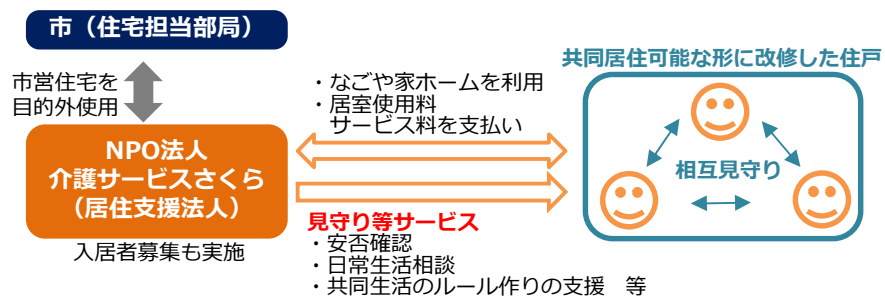 市（住宅担当部局）
市営住宅を
目的外使用
NPO法人
介護サービスさくら
（居住支援法人）
入居者募集も実施
・なごや家ホームを利用
・居室使用料
サービス料を支払い
見守り等サービス
・安否確認
・日常生活相談
・共同生活のルール作りの支援　等
共同居住可能な形に改修した住戸
相互見守り